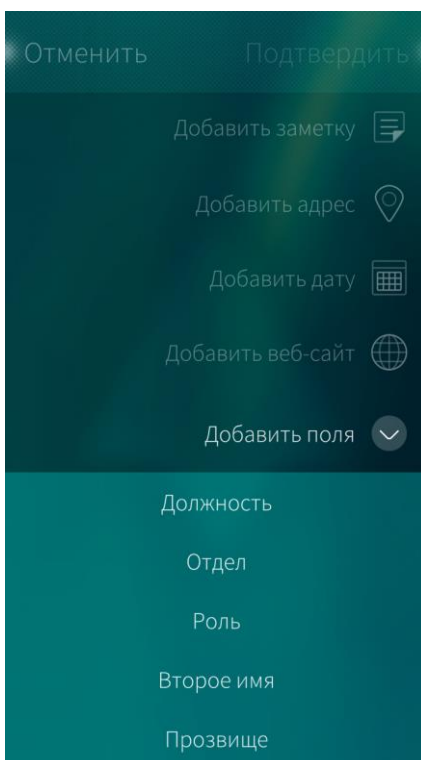 Отменить Подтвердить
Добавить заметку
Добавить адрес
Добавить дату
Добавить веб-сайт
Добавить поля
Должность
Отдел
Роль
Второе имя
Прозвище